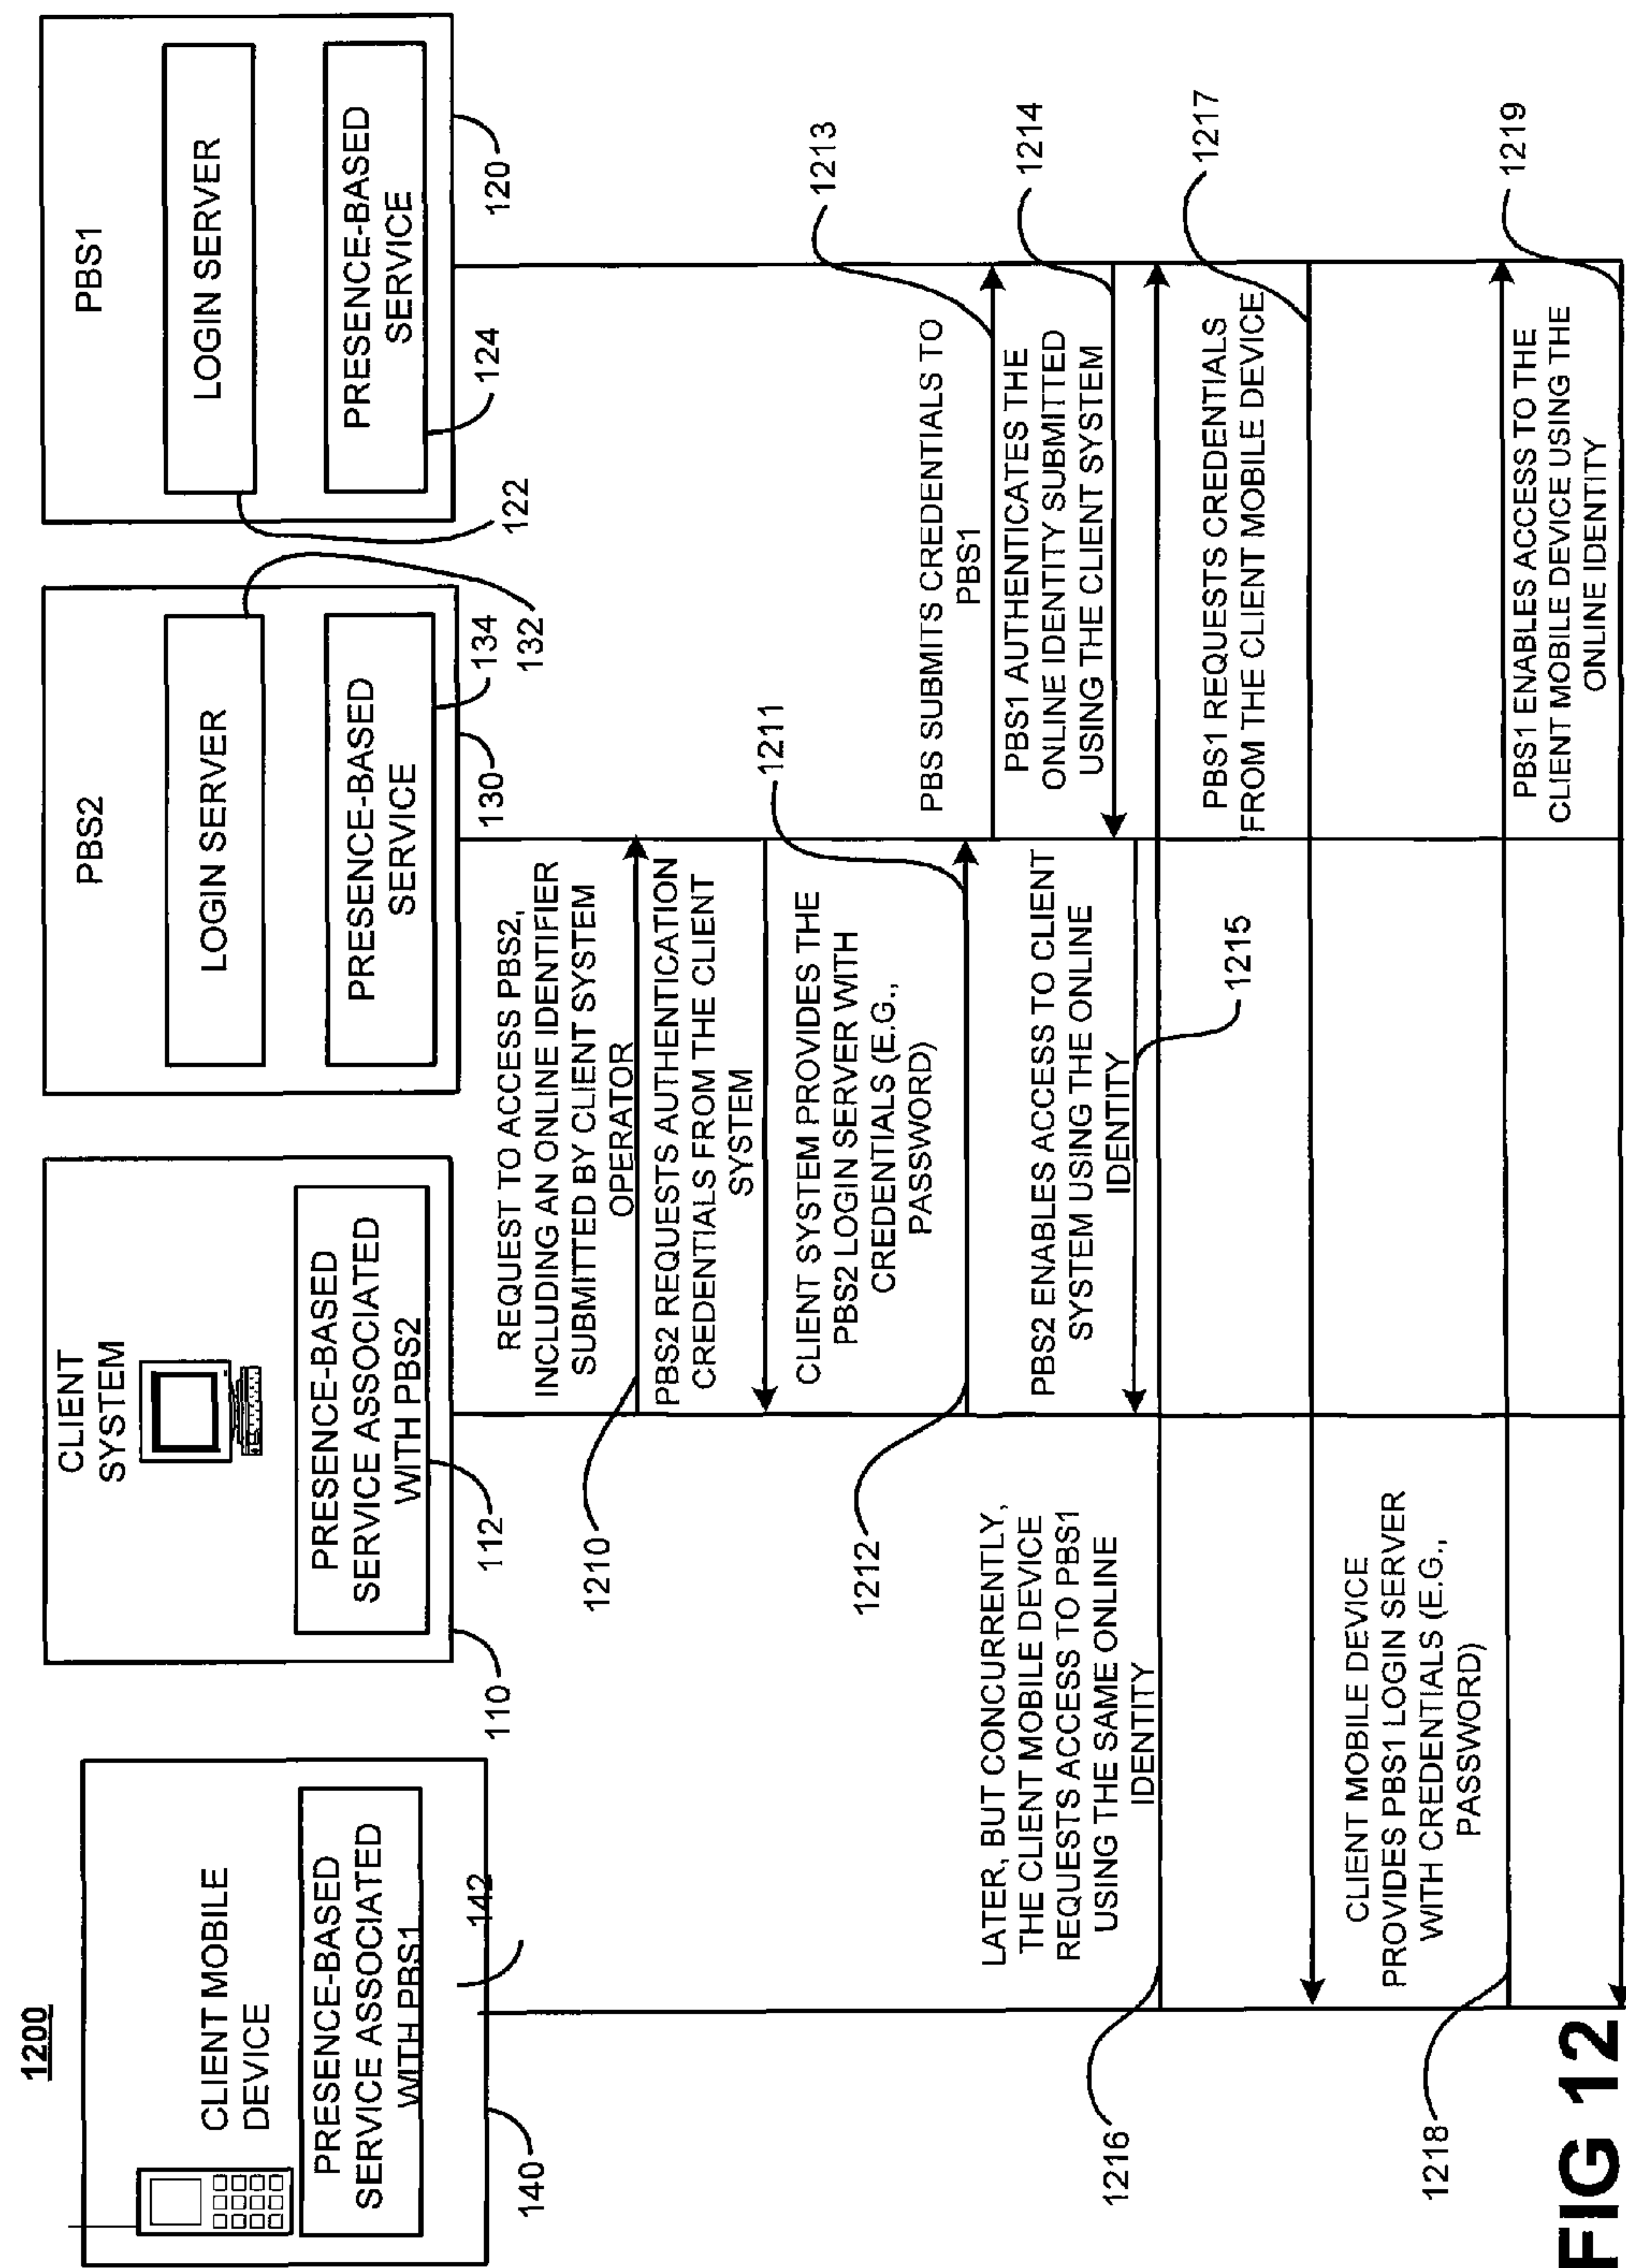 1200
CLIENT MOBILE
DEVICE
PRESENCE-BASED
SERVICE ASSOCIATED
WITH PBS1
142
140
CLIENT
SYSTEM
PRESENCE-BASED
SERVICE ASSOCIATED
WITH PBS2
112
110
PBS2
LOGIN SERVER
PRESENCE-BASED
SERVICE
134
132
130
PBS1
LOGIN SERVER
PRESENCE-BASED
SERVICE
124
122
120
REQUEST TO ACCESS PBS2,
INCLUDING AN ONLINE IDENTIFIER
SUBMITTED BY CLIENT SYSTEM
OPERATOR
1210
PBS2 REQUESTS AUTHENTICATION
CREDENTIALS FROM THE CLIENT
SYSTEM
1211
CLIENT SYSTEM PROVIDES THE
PBS2 LOGIN SERVER WITH
CREDENTIALS (E.G.,
PASSWORD)
1212
PBS SUBMITS CREDENTIALS TO
PBS1
1213
PBS1 AUTHENTICATES THE
ONLINE IDENTITY SUBMITTED
USING THE CLIENT SYSTEM
1214
PBS2 ENABLES ACCESS TO CLIENT
SYSTEM USING THE ONLINE
IDENTITY
1215
LATER, BUT CONCURRENTLY,
THE CLIENT MOBILE DEVICE
REQUESTS ACCESS TO PBS1
USING THE SAME ONLINE
IDENTITY
1216
PBS1 REQUESTS CREDENTIALS
FROM THE CLIENT MOBILE DEVICE
1217
CLIENT MOBILE DEVICE
PROVIDES PBS1 LOGIN SERVER
WITH CREDENTIALS (E.G.,
PASSWORD)
1218
PBS1 ENABLES ACCESS TO THE
CLIENT MOBILE DEVICE USING THE
ONLINE IDENTITY
1219
FIG 12